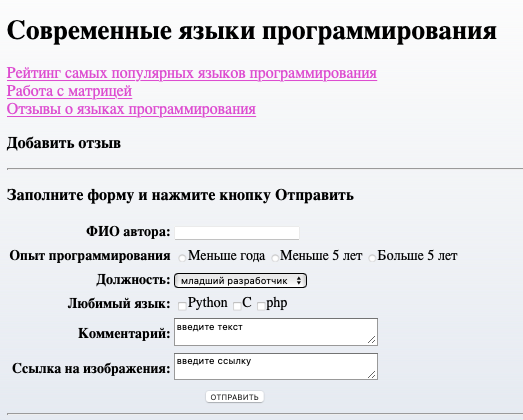 Современные языки программирования
Рейтинг самых популярных языков программирования
Работа с матрицей
Отзывы о языках программирования
Добавить отзыв
Заполните форму и нажмите кнопку Отправить
ФИО автора:
Опыт программирования Меньше года Меньше 5 лет Больше 5 лет
Должность: младший разработчик
Любимый язык: Python C php
Комментарий: введите текст
Ссылка на изображения: введите ссылку
ОТПРАВИТЬ